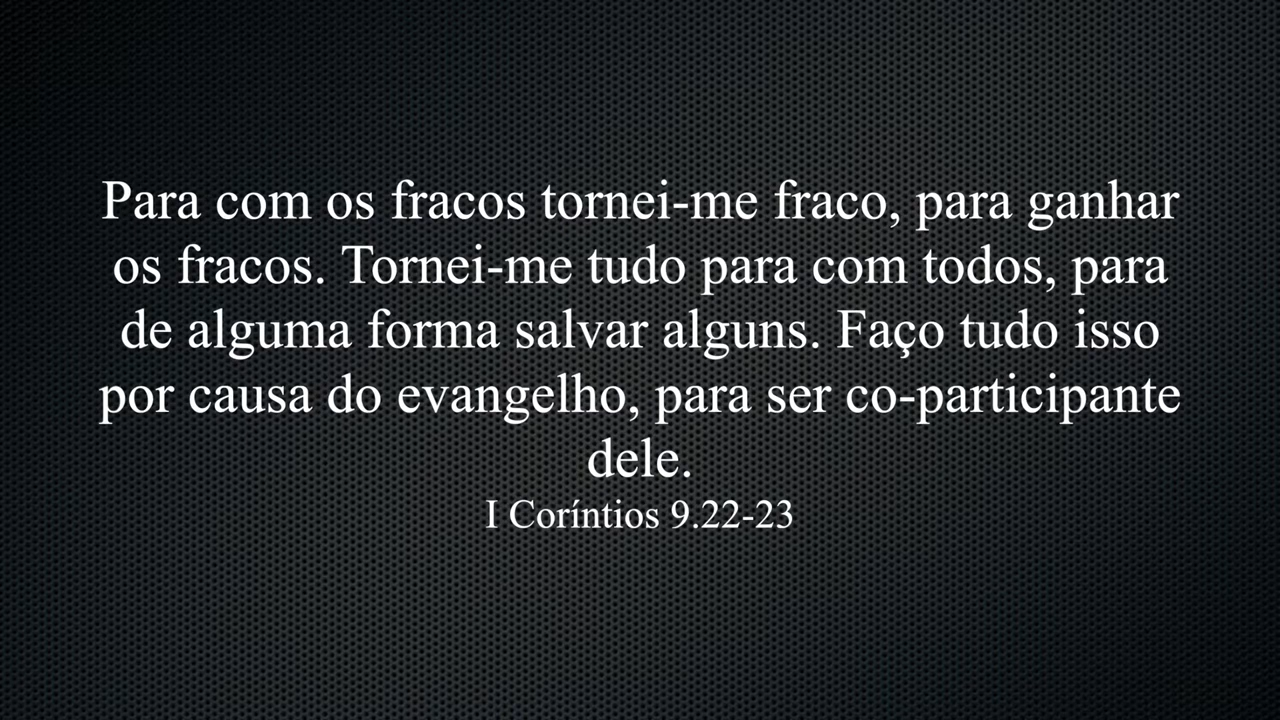 Para com os fracos tornei-me fraco, para ganhar
os fracos. Tornei-me tudo para com todos, para
de alguma forma salvar alguns. Faço tudo isso
por causa do evangelho, para ser co-participante
dele.
I Coríntios 9.22-23